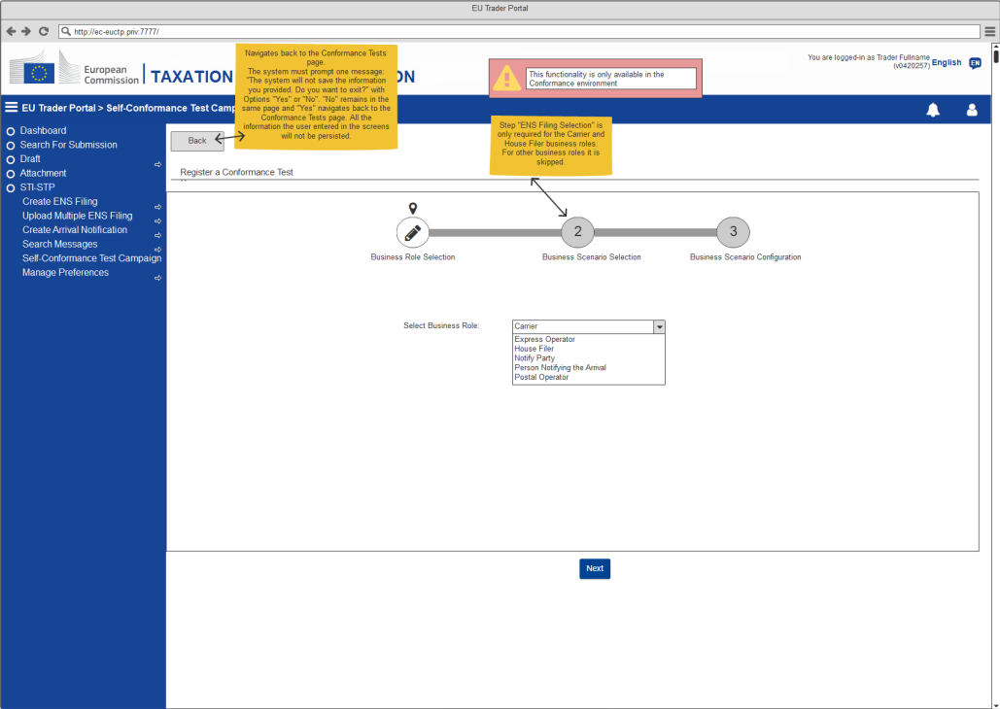 EU Trader Portal
http://ec-euctp.priv:7777/
European
Commission
TAXATION
ON
Navigates back to the Conformance Tests
page.
The system must prompt one message:
"The system will not save the information
you provided. Do you want to exit?" with
Options "Yes" or "No". "No" remains in the
same page and "Yes" navigates back to the
Conformance Tests page. All the
information the user entered in the screens
will not be persisted.
This functionality is only available in the
Conformance environment
You are logged-in as Trader Fullname
(v0420257)
English
EN
EU Trader Portal > Self-Conformance Test Camp
Dashboard
Search For Submission
Draft
Attachment
STI-STP
Create ENS Filing
Upload Multiple ENS Filing
Create Arrival Notification
Search Messages
Self-Conformance Test Campaign
Manage Preferences
Back
Step "ENS Filing Selection" is
only required for the Carrier and
House Filer business roles.
For other business roles it is
skipped.
Register a Conformance Test
2
3
Business Role Selection
Business Scenario Selection
Business Scenario Configuration
Select Business Role:
Carrier
Express Operator
House Filer
Notify Party
Person Notifying the Arrival
Postal Operator
Next